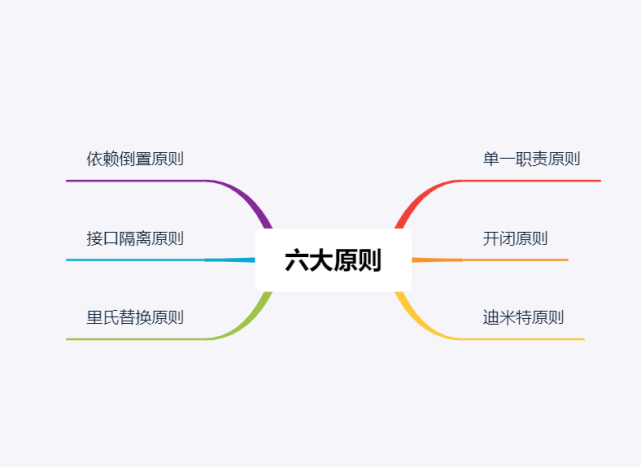 依赖倒置原则
单一职责原则
接口隔离原则
开闭原则
六大原则
里氏替换原则
迪米特原则